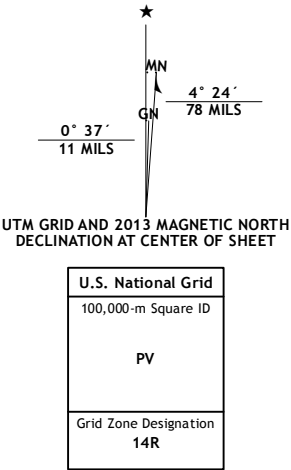 ★
MN
4° 24´
78 MILS
GN
0° 37´
11 MILS
UTM GRID AND 2013 MAGNETIC NORTH
DECLINATION AT CENTER OF SHEET
U.S. National Grid
100,000-m Square ID
PV
Grid Zone Designation
14R